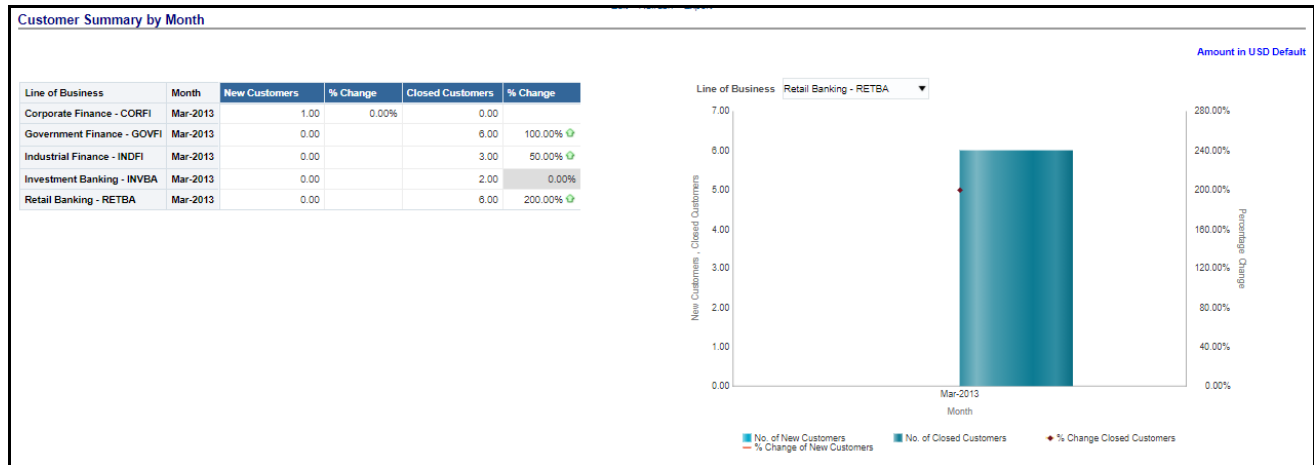 Customer Summary by Month
Amount in USD Default
Line of Business Month New Customers % Change Closed Customers % Change
Corporate Finance - CORFI Mar-2013 1.00 0.00% 0.00
Government Finance - GOVFI Mar-2013 0.00 6.00 100.00%
Industrial Finance - INDFI Mar-2013 0.00 3.00 50.00%
Investment Banking - INVBA Mar-2013 0.00 2.00 0.00%
Retail Banking - RETBA Mar-2013 0.00 6.00 200.00%
Line of Business Retail Banking - RETBA
7.00 280.00%
6.00 240.00%
5.00 200.00%
4.00 160.00%
3.00 120.00%
2.00 80.00%
1.00 40.00%
0.00 0.00%
New Customers , Closed Customers
Percentage Change
Mar-2013
Month
No. of New Customers No. of Closed Customers % Change Closed Customers
% Change of New Customers